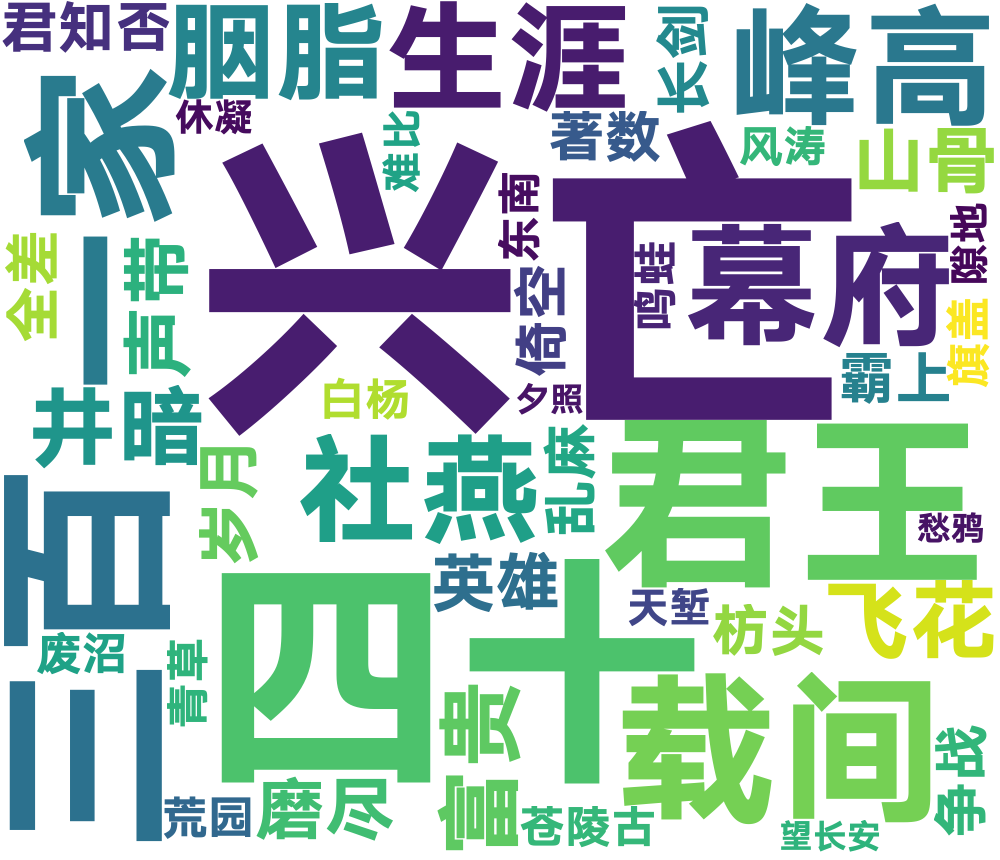 君知否
胭脂
生涯
长剑
峰高
家
休凝
难比
著数
风涛
山骨
兴亡
东南
隙地
全差
一
声带
倚空
鸣蛙
幕府
旗盖
井暗
白杨
夕照
霸上
三百
岁月
社燕
乱麻
君王
愁鸦
英雄
天堑
飞花
废沼
青草
四十
枋头
富贵
载间
争战
荒园
磨尽
苍陵古
望长安